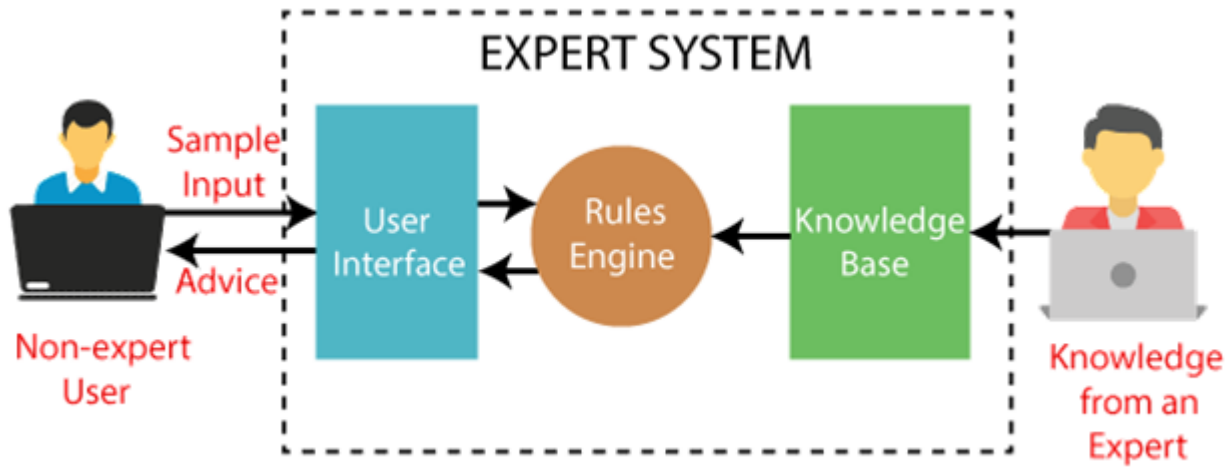 EXPERT SYSTEM
Sample
Input
Advice
Non-expert
User
User
Interface
Rules
Engine
Knowledge
Base
Knowledge
from an
Expert